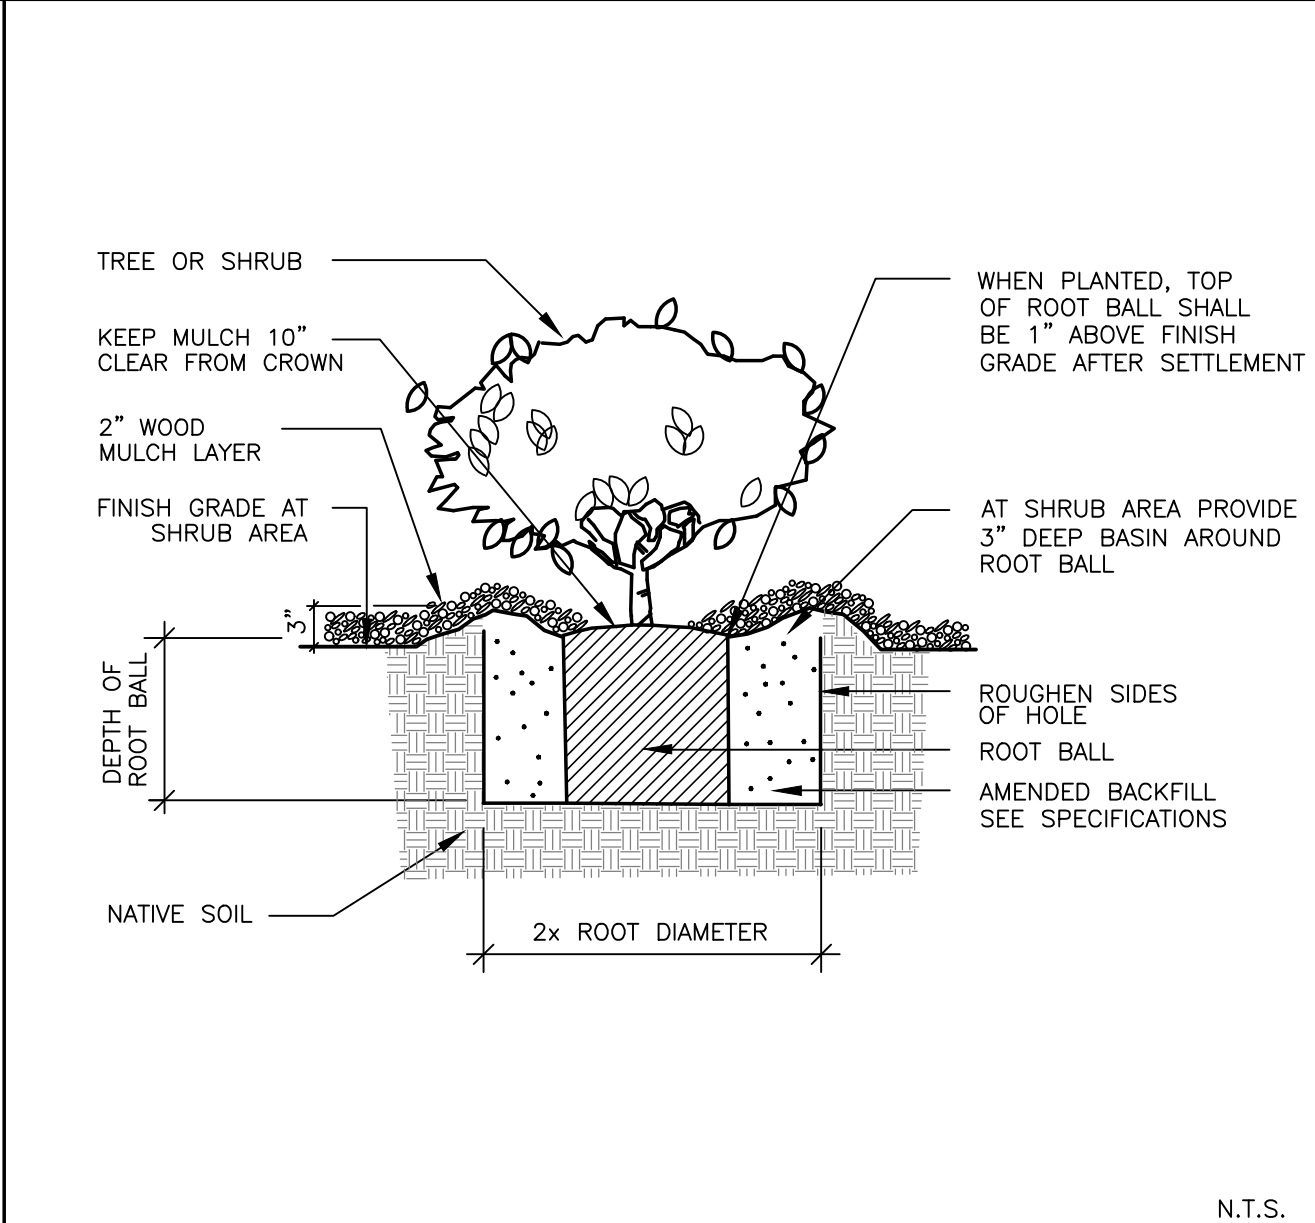 TREE OR SHRUB
KEEP MULCH 10”
CLEAR FROM CROWN
2” WOOD
MULCH LAYER
FINISH GRADE AT
SHRUB AREA
3”
DEPTH OF
ROOT BALL
NATIVE SOIL
2x ROOT DIAMETER
WHEN PLANTED, TOP
OF ROOT BALL SHALL
BE 1” ABOVE FINISH
GRADE AFTER SETTLEMENT
AT SHRUB AREA PROVIDE
3” DEEP BASIN AROUND
ROOT BALL
ROUGHEN SIDES
OF HOLE
ROOT BALL
AMENDED BACKFILL
SEE SPECIFICATIONS
N.T.S.